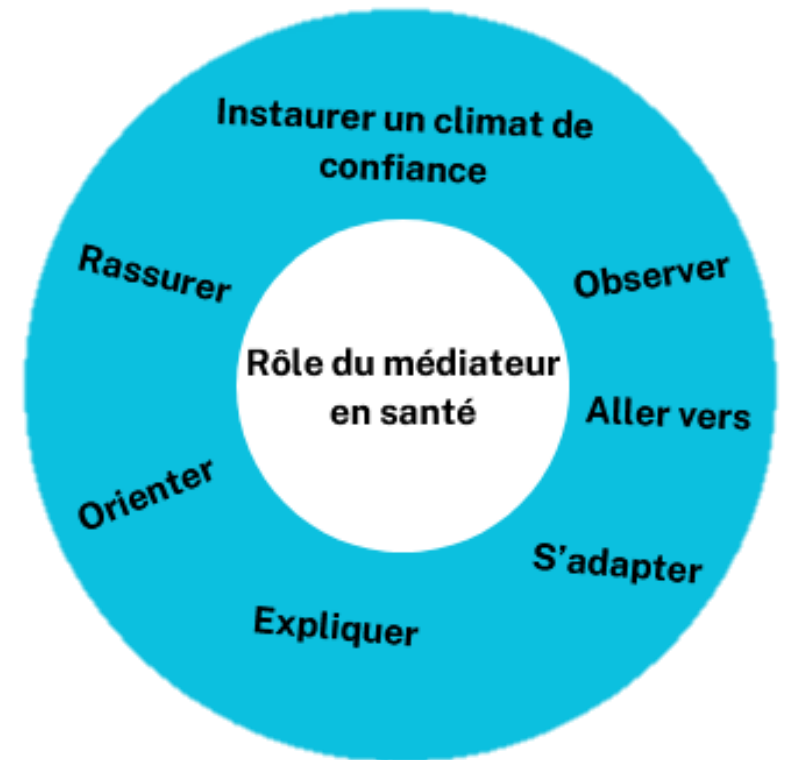 Instaurer un climat de
confiance
Rassurer
Observer
Rôle du médiateur
en santé
Aller vers
Orienter
S’adapter
Expliquer